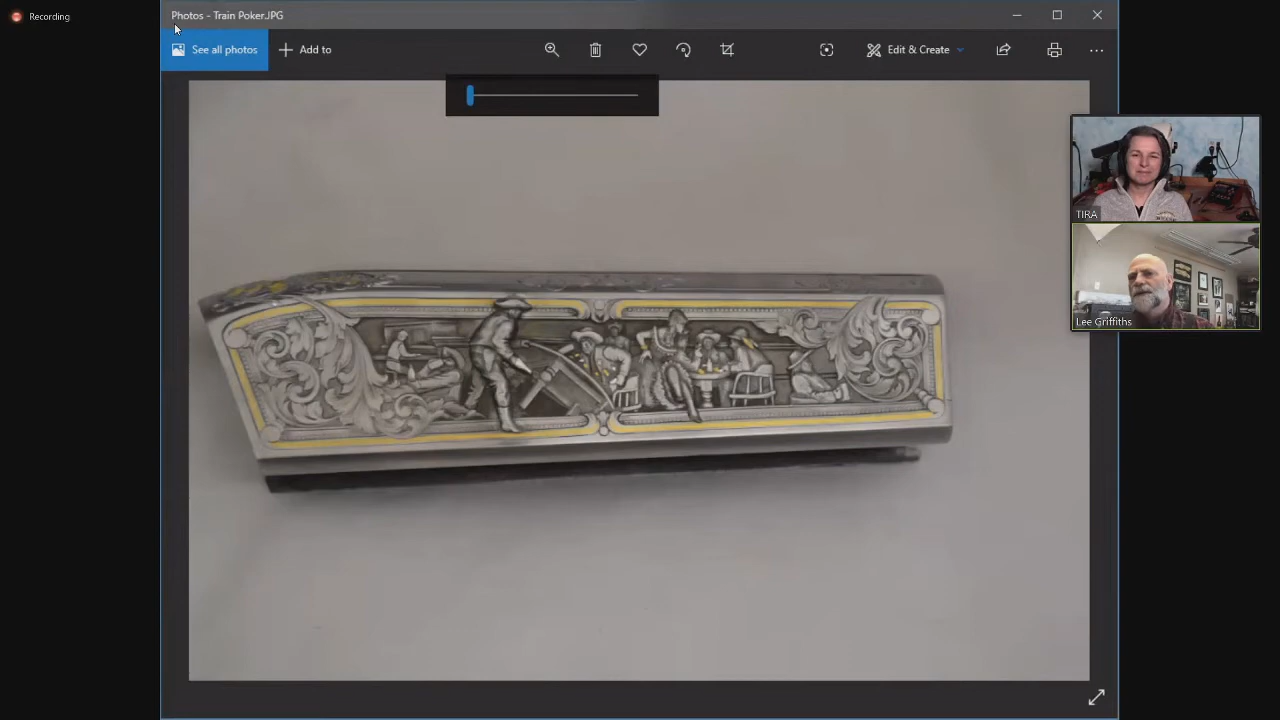 Recording
Photos - Train Poker.JPG
See all photos
Add to
Edit & Create
TIRA
Lee Griffiths